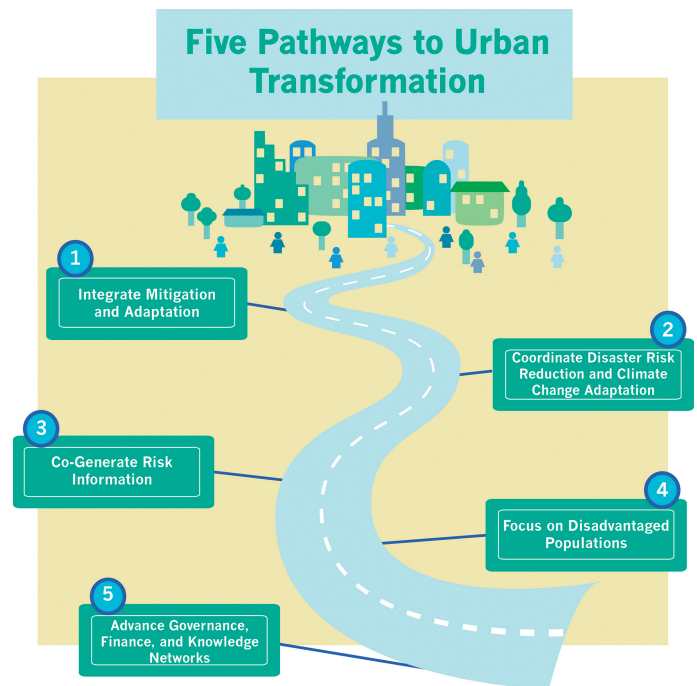 Five Pathways to Urban
Transformation
1
Integrate Mitigation
and Adaptation
2
Coordinate Disaster Risk
Reduction and Climate
Change Adaptation
3
Co-Generate Risk
Information
4
Focus on Disadvantaged
Populations
5
Advance Governance,
Finance, and Knowledge
Networks